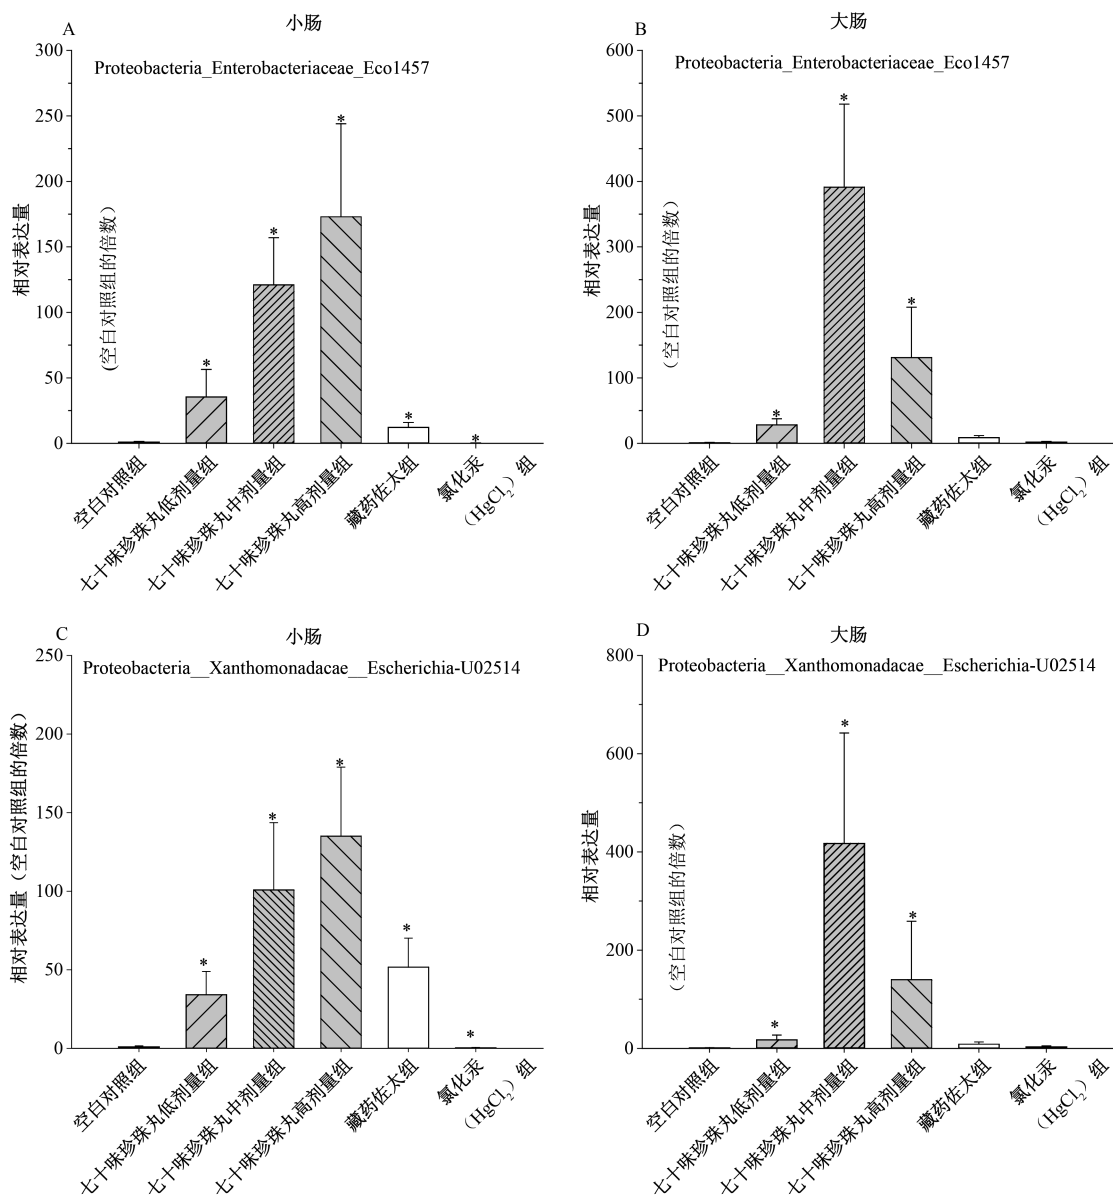 A
小肠
Proteobacteria_Enterobacteriaceae_Eco1457
相对表达量
(空白对照组的倍数）
300
250
200
150
100
50
0
*
*
*
*
*
空白对照组
七十味珍珠丸低剂量组
七十味珍珠丸中剂量组
七十味珍珠丸高剂量组
藏药佐太组
氯化汞
（HgCl2）组
B
大肠
Proteobacteria_Enterobacteriaceae_Eco1457
相对表达量
（空白对照组的倍数）
600
500
400
300
200
100
0
*
*
*
空白对照组
七十味珍珠丸低剂量组
七十味珍珠丸中剂量组
七十味珍珠丸高剂量组
藏药佐太组
氯化汞
（HgCl2）组
C
小肠
Proteobacteria__Xanthomonadacae__Escherichia-U02514
相对表达量（空白对照组的倍数）
250
200
150
100
50
0
*
*
*
*
*
空白对照组
七十味珍珠丸低剂量组
七十味珍珠丸中剂量组
七十味珍珠丸高剂量组
藏药佐太组
氯化汞
（HgCl2）组
D
大肠
Proteobacteria__Xanthomonadacae__Escherichia-U02514
相对表达量
（空白对照组的倍数）
800
600
400
200
0
*
*
*
空白对照组
七十味珍珠丸低剂量组
七十味珍珠丸中剂量组
七十味珍珠丸高剂量组
藏药佐太组
氯化汞
（HgCl2）组